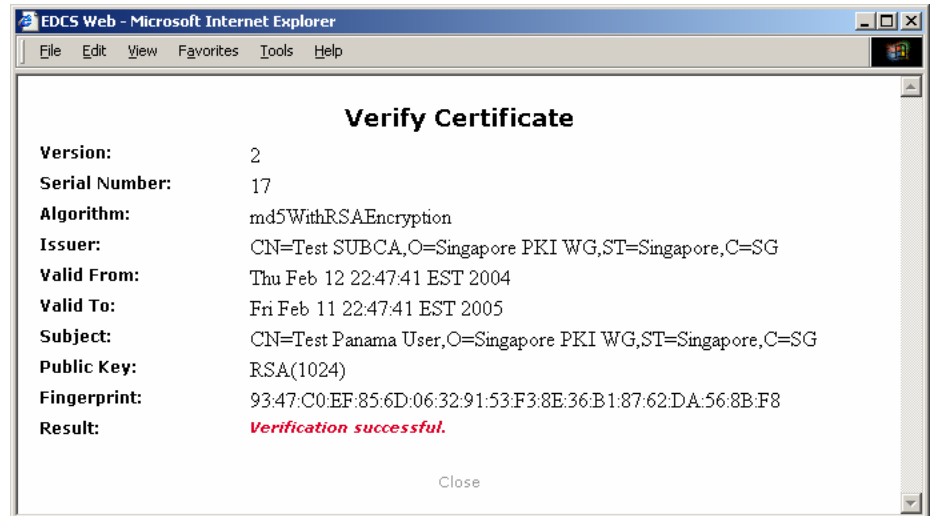 EDCS Web - Microsoft Internet Explorer
File Edit View Favorites Tools Help
Verify Certificate
Version: 2
Serial Number: 17
Algorithm: md5WithRSAEncryption
Issuer: CN=Test SUBCA,O=Singapore PKI WG,ST=Singapore,C=SG
Valid From: Thu Feb 12 22:47:41 EST 2004
Valid To: Fri Feb 11 22:47:41 EST 2005
Subject: CN=Test Panama User,O=Singapore PKI WG,ST=Singapore,C=SG
Public Key: RSA(1024)
Fingerprint: 93:47:C0:EF:85:6D:06:32:91:53:F3:8E:36:B1:87:62:DA:56:8B:F8
Result: Verification successful.
Close